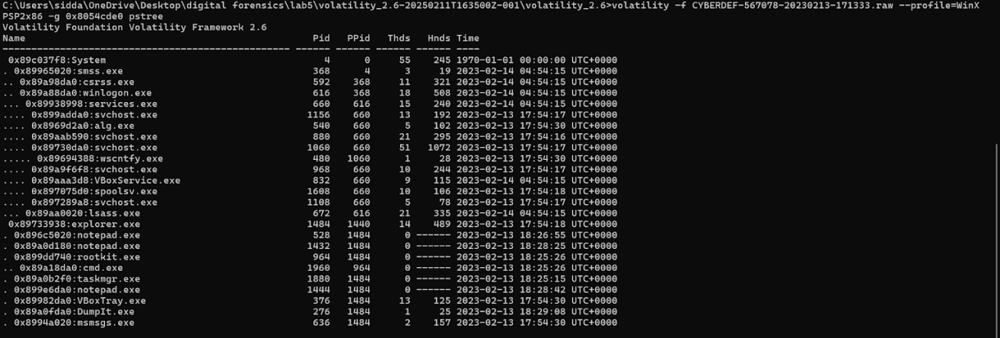 C:\Users\sidda\OneDrive\Desktop\digital forensics\lab5\volatility_2.6-20250211T163500Z-001\volatility_2.6>volatility -f CYBERDEF-567078-20230213-171333.raw --profile=WinX
PSP2x86 -g 0x8054cde0 pstree
Volatility Foundation Volatility Framework 2.6
Name                                                  Pid   PPid   Thds   Hnds Time
-------------------------------------------------- ------ ------ ------ ------ ----
 0x89c037f8:System                                      4      0     55    245 1970-01-01 00:00:00 UTC+0000
. 0x89965020:smss.exe                                 368      4      3     19 2023-02-14 04:54:15 UTC+0000
.. 0x89a98da0:csrss.exe                               592    368     11    321 2023-02-14 04:54:15 UTC+0000
.. 0x89a88da0:winlogon.exe                            616    368     18    508 2023-02-14 04:54:15 UTC+0000
... 0x89938998:services.exe                           660    616     15    240 2023-02-14 04:54:15 UTC+0000
.... 0x899adda0:svchost.exe                          1156    660     13    192 2023-02-13 17:54:17 UTC+0000
.... 0x8969d2a0:alg.exe                               540    660      5    102 2023-02-13 17:54:30 UTC+0000
.... 0x89aab590:svchost.exe                           880    660     21    295 2023-02-13 17:54:16 UTC+0000
.... 0x89730da0:svchost.exe                          1060    660     51   1072 2023-02-13 17:54:17 UTC+0000
..... 0x89694388:wscntfy.exe                          480   1060      1     28 2023-02-13 17:54:30 UTC+0000
.... 0x89a9f6f8:svchost.exe                           968    660     10    244 2023-02-13 17:54:17 UTC+0000
.... 0x89aaa3d8:VBoxService.exe                       832    660      9    115 2023-02-14 04:54:15 UTC+0000
.... 0x897075d0:spoolsv.exe                          1608    660     10    106 2023-02-13 17:54:18 UTC+0000
.... 0x897289a8:svchost.exe                          1108    660      5     78 2023-02-13 17:54:17 UTC+0000
... 0x89aa0020:lsass.exe                              672    616     21    335 2023-02-14 04:54:15 UTC+0000
 0x89733938:explorer.exe                             1484   1440     14    489 2023-02-13 17:54:18 UTC+0000
. 0x896c5020:notepad.exe                              528   1484      0 ------ 2023-02-13 18:26:55 UTC+0000
. 0x89a0d180:notepad.exe                             1432   1484      0 ------ 2023-02-13 18:28:25 UTC+0000
. 0x899dd740:rootkit.exe                              964   1484      0 ------ 2023-02-13 18:25:26 UTC+0000
.. 0x89a18da0:cmd.exe                                1960    964      0 ------ 2023-02-13 18:25:26 UTC+0000
. 0x89a0b2f0:taskmgr.exe                             1880   1484      0 ------ 2023-02-13 18:25:15 UTC+0000
. 0x899e6da0:notepad.exe                             1444   1484      0 ------ 2023-02-13 18:28:42 UTC+0000
. 0x89982da0:VBoxTray.exe                             376   1484     13    125 2023-02-13 17:54:30 UTC+0000
. 0x89a0fda0:DumpIt.exe                               276   1484      1     25 2023-02-13 18:29:08 UTC+0000
. 0x8994a020:msmsgs.exe                               636   1484      2    157 2023-02-13 17:54:30 UTC+0000